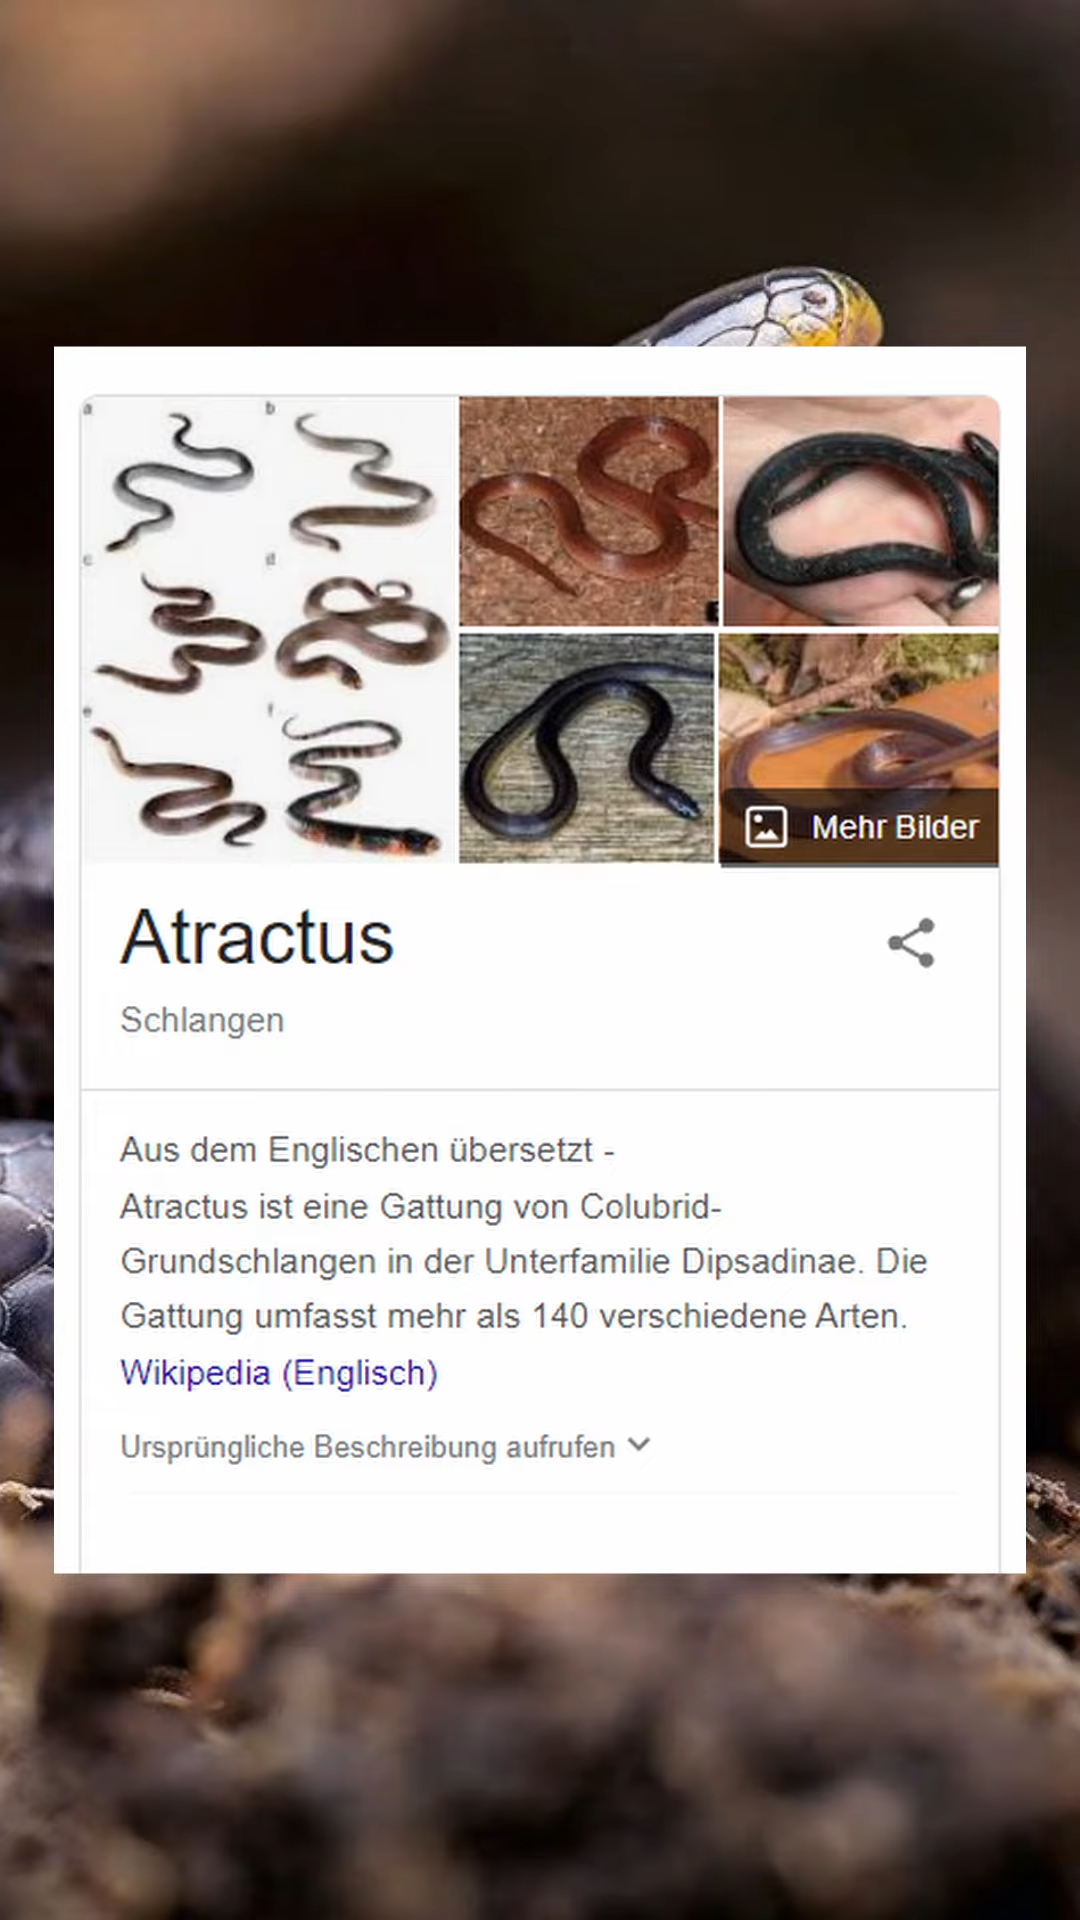 a
b
c
d
e
f
Mehr Bilder
Atractus
Schlangen
Aus dem Englischen übersetzt -
Atractus ist eine Gattung von Colubrid-
Grundschlangen in der Unterfamilie Dipsadinae. Die
Gattung umfasst mehr als 140 verschiedene Arten.
Wikipedia (Englisch)
Ursprüngliche Beschreibung aufrufen